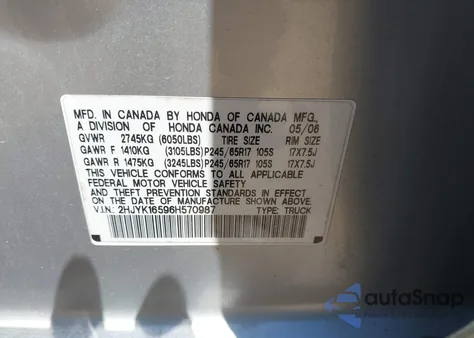 MFD. IN CANADA BY HONDA OF CANADA MFG.,
A DIVISION OF HONDA CANADA INC. 05/06
GVWR 2745KG (6050LBS) TIRE SIZE RIM SIZE
GAWR F 1410KG (3105LBS)P245/65R17 105S 17X7.5J
GAWR R 1475KG (3245LBS)P245/65R17 105S 17X7.5J
THIS VEHICLE CONFORMS TO ALL APPLICABLE
FEDERAL MOTOR VEHICLE SAFETY
AND THEFT PREVENTION STANDARDS IN EFFECT
ON THE DATE OF MANUFACTURE SHOWN ABOVE.
V.I.N.: 2HJYK16596H570987 TYPE: TRUCK
autoSnap